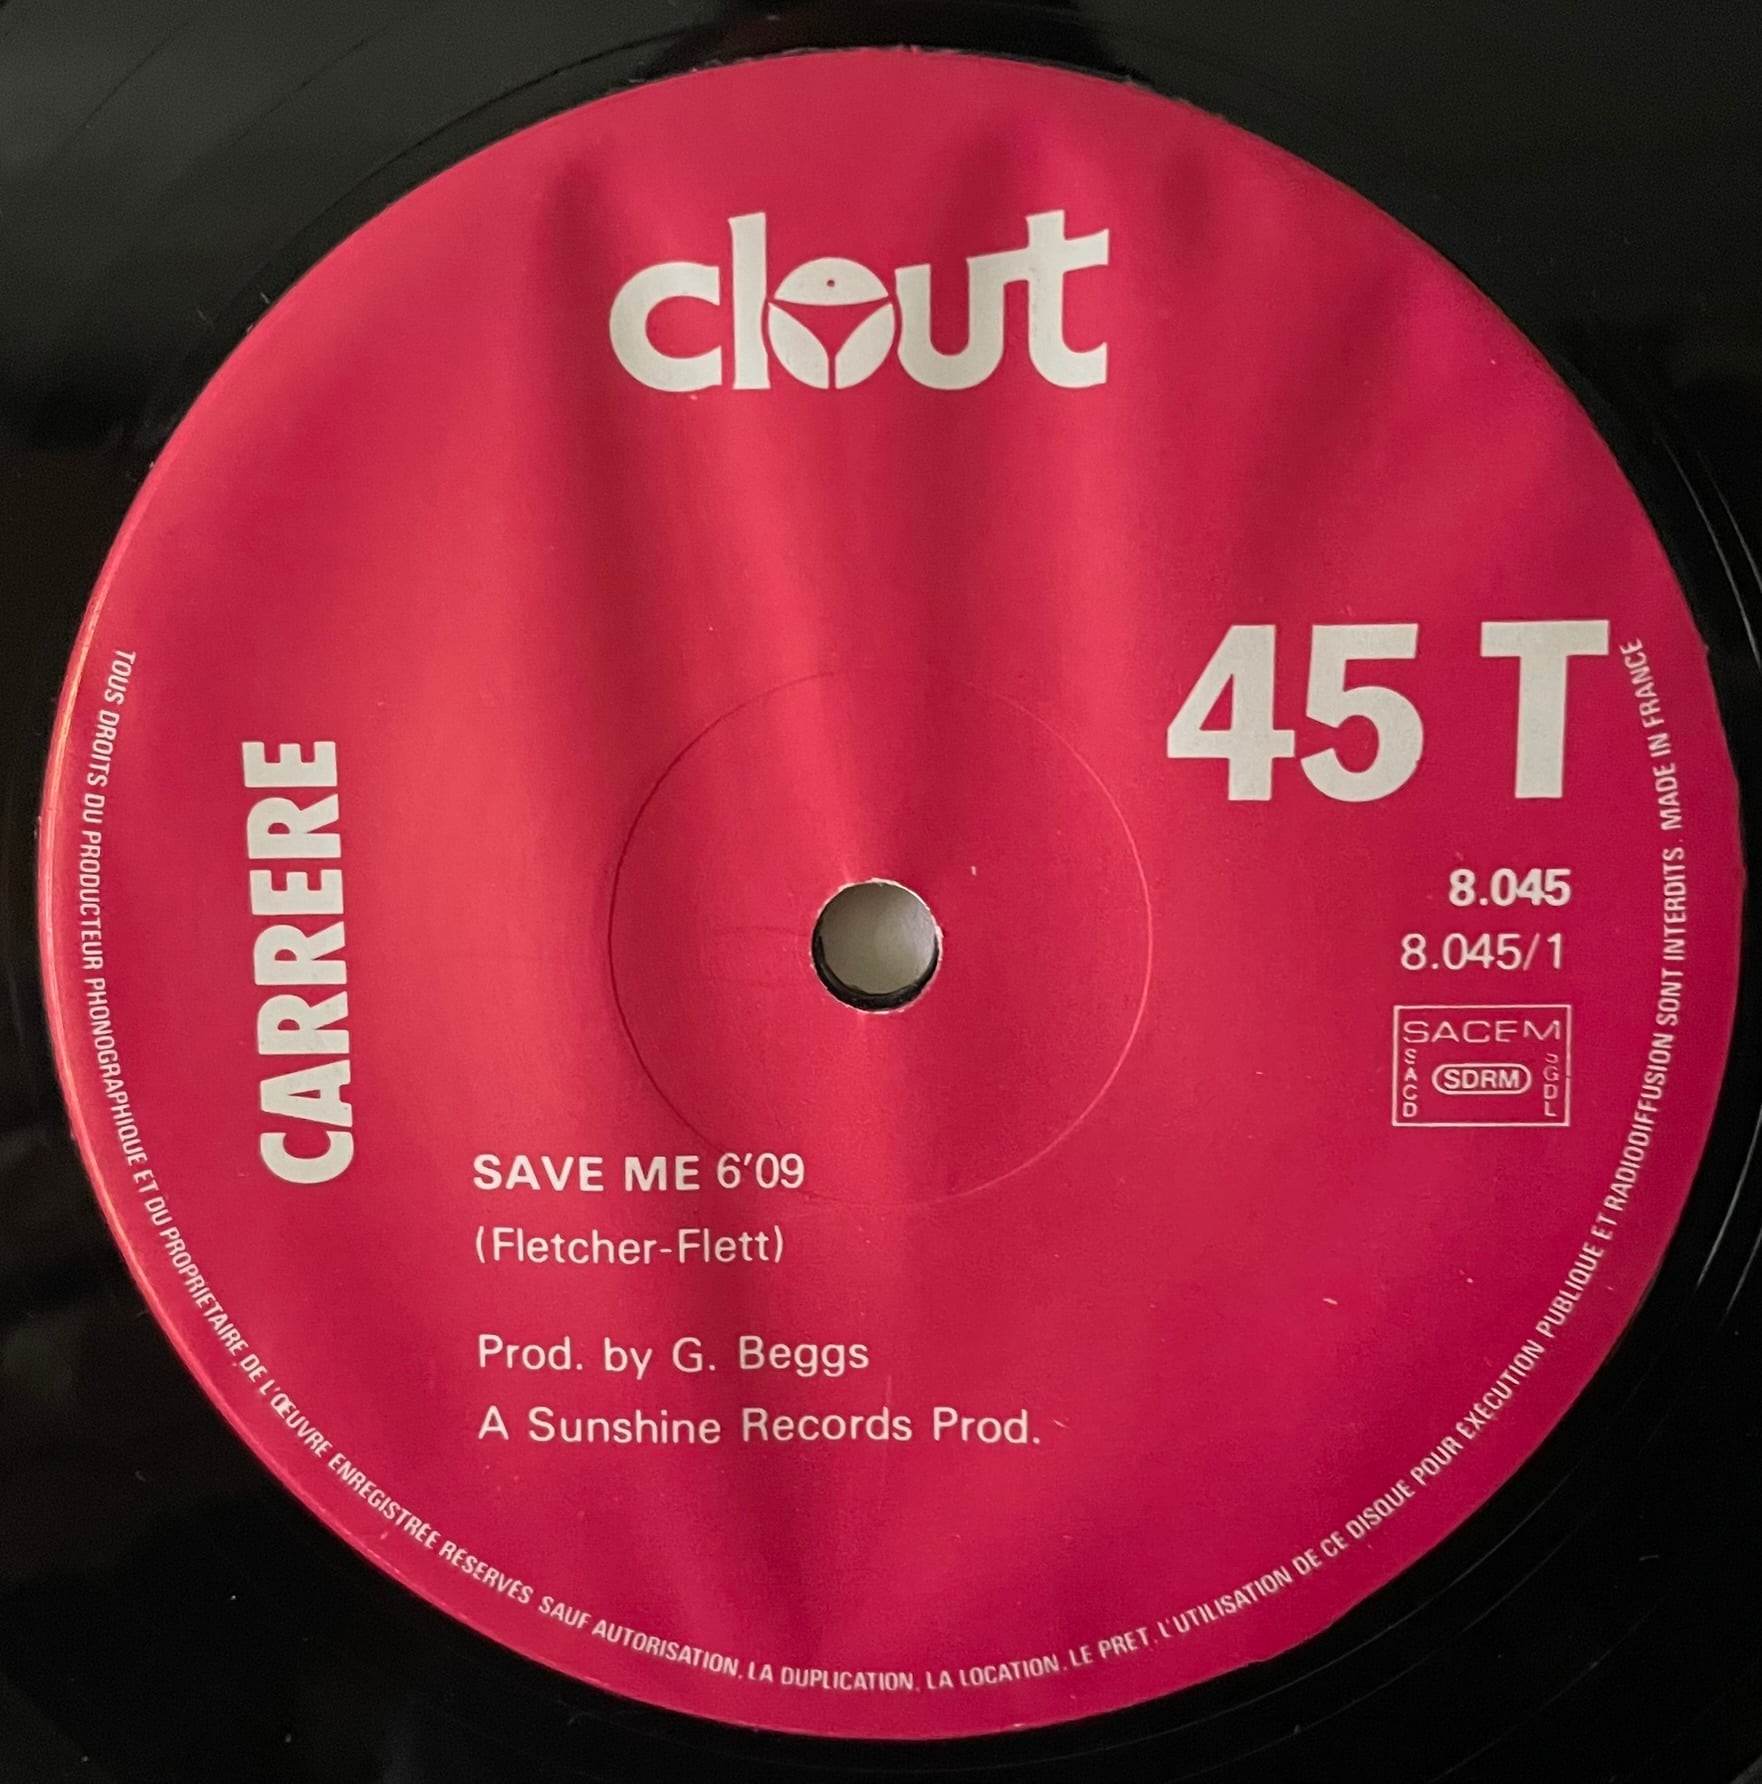 clout
45 T
CARRERE
8.045
8.045/1
SACEM
SACD
SDRM
SGDL
SAVE ME 6'09
(Fletcher-Flett)
Prod. by G. Beggs
A Sunshine Records Prod.
TOUS DROITS DU PRODUCTEUR PHONOGRAPHIQUE ET DU PROPRIETAIRE DE L'ŒUVRE ENREGISTRÉE RÉSERVÉS SAUF AUTORISATION, LA DUPLICATION, LA LOCATION, LE PRET, L'UTILISATION DE CE DISQUE POUR EXÉCUTION PUBLIQUE ET RADIODIFFUSION SONT INTERDITS. MADE IN FRANCE